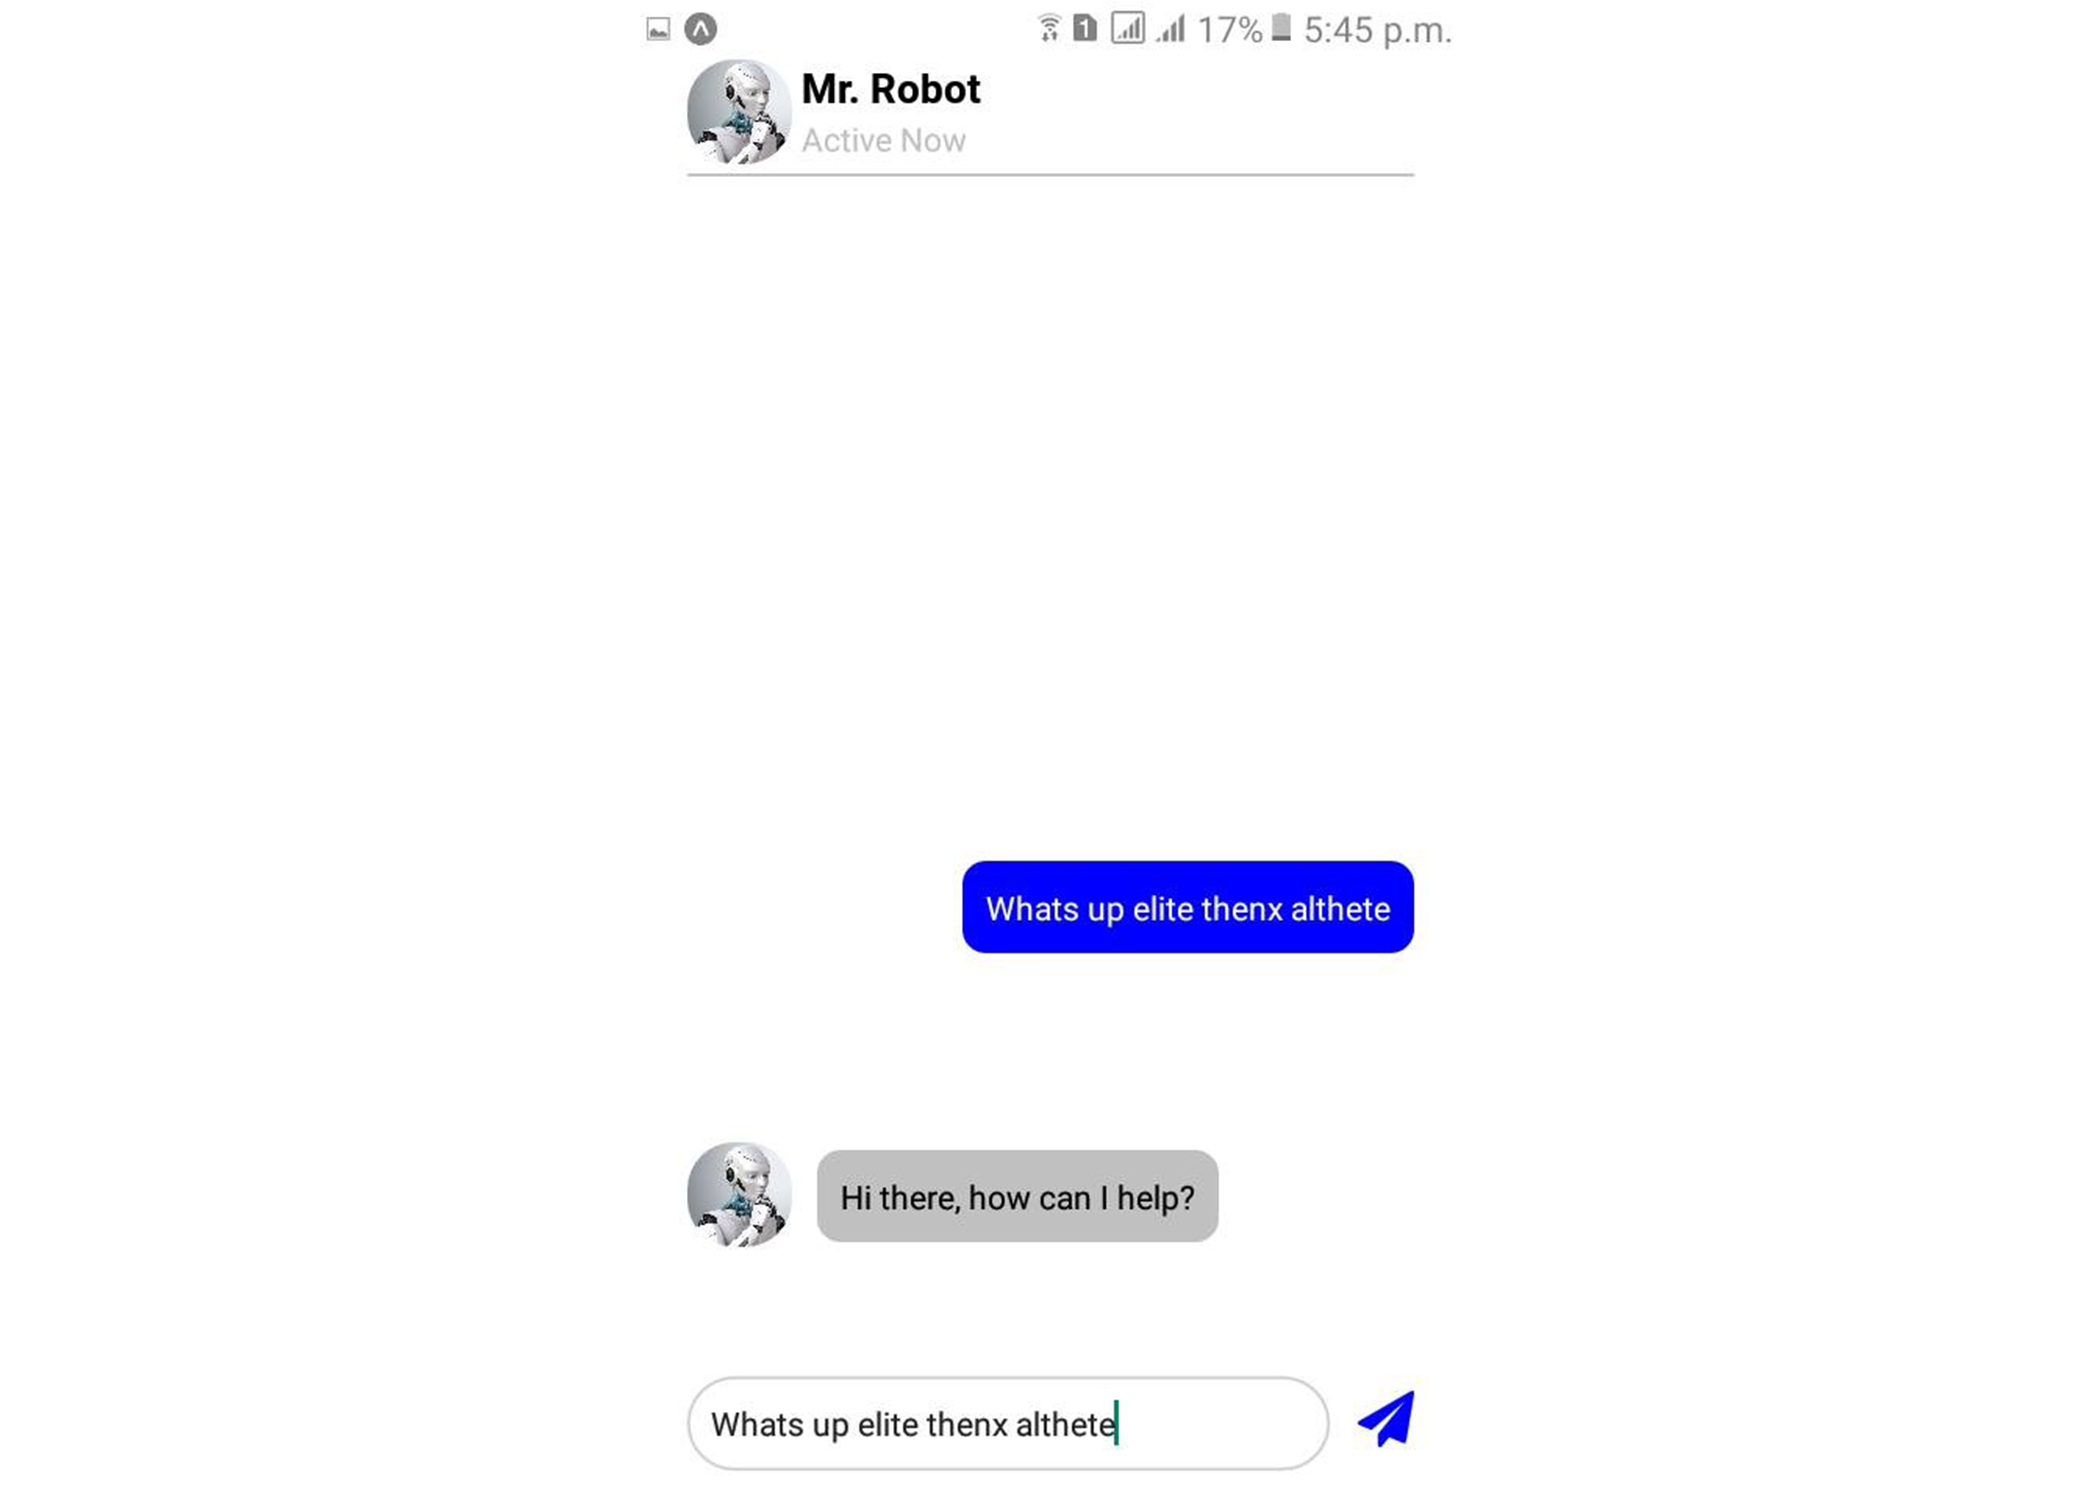 1 17% 5:45 p.m.
Mr. Robot
Active Now
Whats up elite thenx althete
Hi there, how can I help?
Whats up elite thenx althete